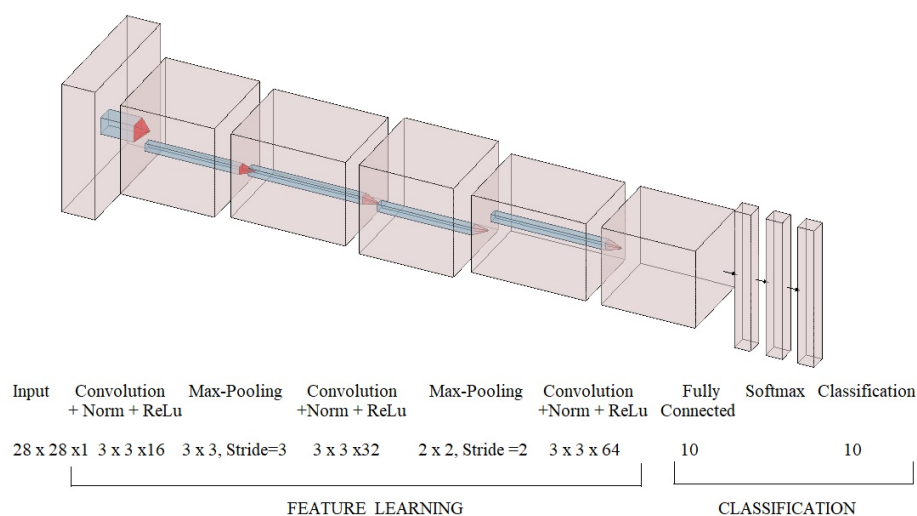 Input Convolution Max-Pooling Convolution Max-Pooling Convolution Fully Softmax Classification
+ Norm + ReLu +Norm + ReLu +Norm + ReLu Connected
28 x 28 x1 3 x 3 x16 3 x 3, Stride=3 3 x 3 x32 2 x 2, Stride =2 3 x 3 x 64 10 10
FEATURE LEARNING CLASSIFICATION